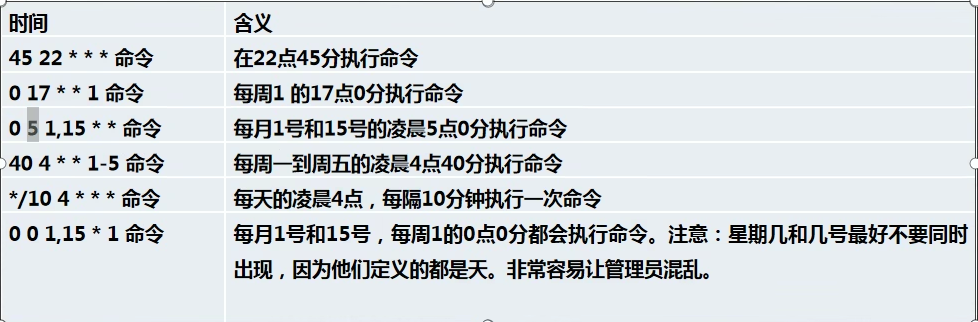 时间 含义
45 22 * * * 命令 在22点45分执行命令
0 17 * * 1 命令 每周1 的17点0分执行命令
0 5 1,15 * * 命令 每月1号和15号的凌晨5点0分执行命令
40 4 * * 1-5 命令 每周一到周五的凌晨4点40分执行命令
*/10 4 * * * 命令 每天的凌晨4点，每隔10分钟执行一次命令
0 0 1,15 * 1 命令 每月1号和15号，每周1的0点0分都会执行命令。注意：星期几和几号最好不要同时
出现，因为他们定义的都是天。非常容易让管理员混乱。